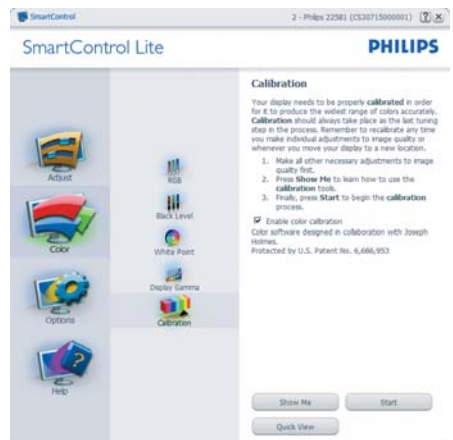 SmartControl
2 - Philips 225B1 (CS30715000001)
SmartControl Lite
PHILIPS
Adjust
Color
Options
Help
RGB
Black Level
White Point
Display Gamma
Calibration
Calibration
Your display needs to be properly calibrated in order
for it to produce the widest range of colors accurately.
Calibration should always take place as the last tuning
step in the process. Remember to recalibrate any time
you make individual adjustments to image quality or
whenever you move your display to a new location.
1. Make all other necessary adjustments to image
quality first.
2. Press Show Me to learn how to use the
calibration tools.
3. Finally, press Start to begin the calibration
process.
Enable color calibration
Color software designed in collaboration with Joseph
Holmes.
Protected by U.S. Patent No. 6,686,953
Show Me
Start
Quick View